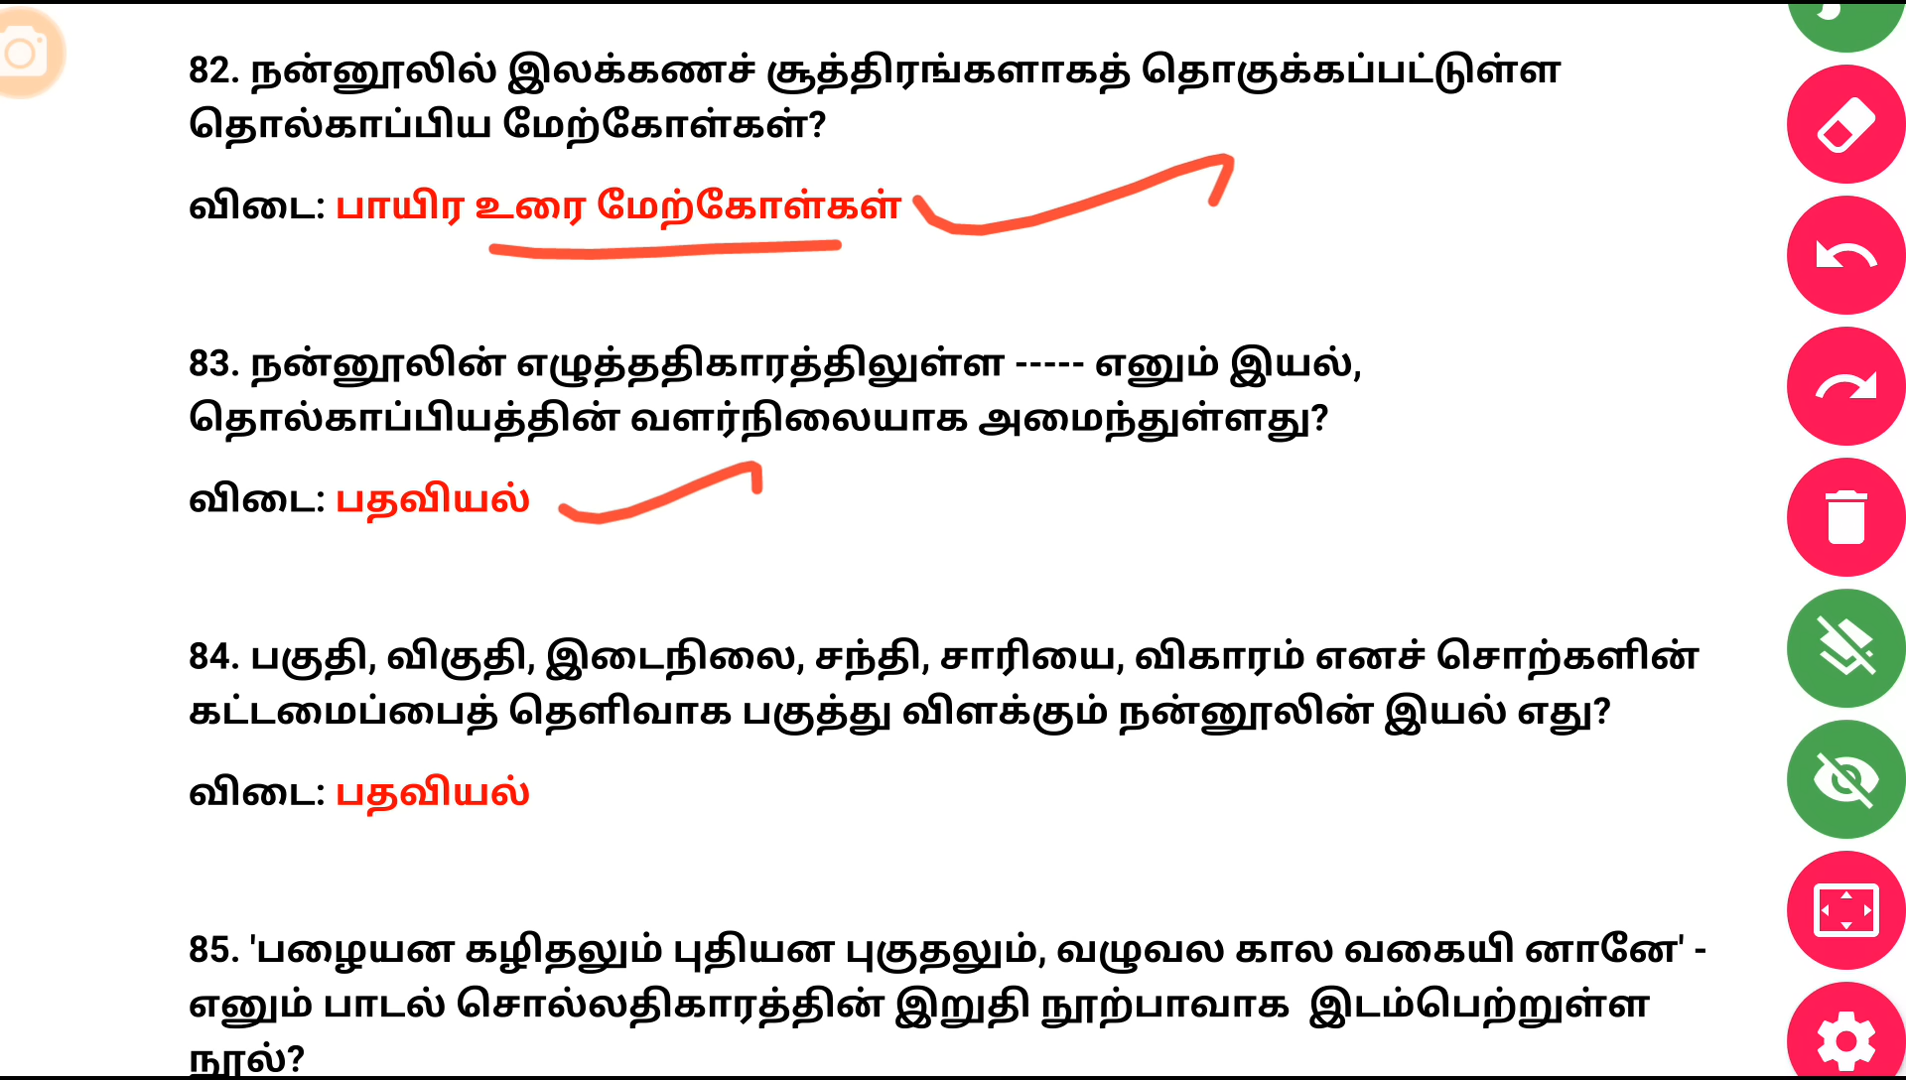 82. நன்னூலில் இலக்கணச் சூத்திரங்களாகத் தொகுக்கப்பட்டுள்ள
தொல்காப்பிய மேற்கோள்கள்?
விடை: பாயிர உரை மேற்கோள்கள்
83. நன்னூலின் எழுத்ததிகாரத்திலுள்ள ----- எனும் இயல்,
தொல்காப்பியத்தின் வளர்நிலையாக அமைந்துள்ளது?
விடை: பதவியல்
84. பகுதி, விகுதி, இடைநிலை, சந்தி, சாரியை, விகாரம் எனச் சொற்களின்
கட்டமைப்பைத் தெளிவாக பகுத்து விளக்கும் நன்னூலின் இயல் எது?
விடை: பதவியல்
85. 'பழையன கழிதலும் புதியன புகுதலும், வழுவல கால வகையி னானே' -
எனும் பாடல் சொல்லதிகாரத்தின் இறுதி நூற்பாவாக இடம்பெற்றுள்ள
நூல்?